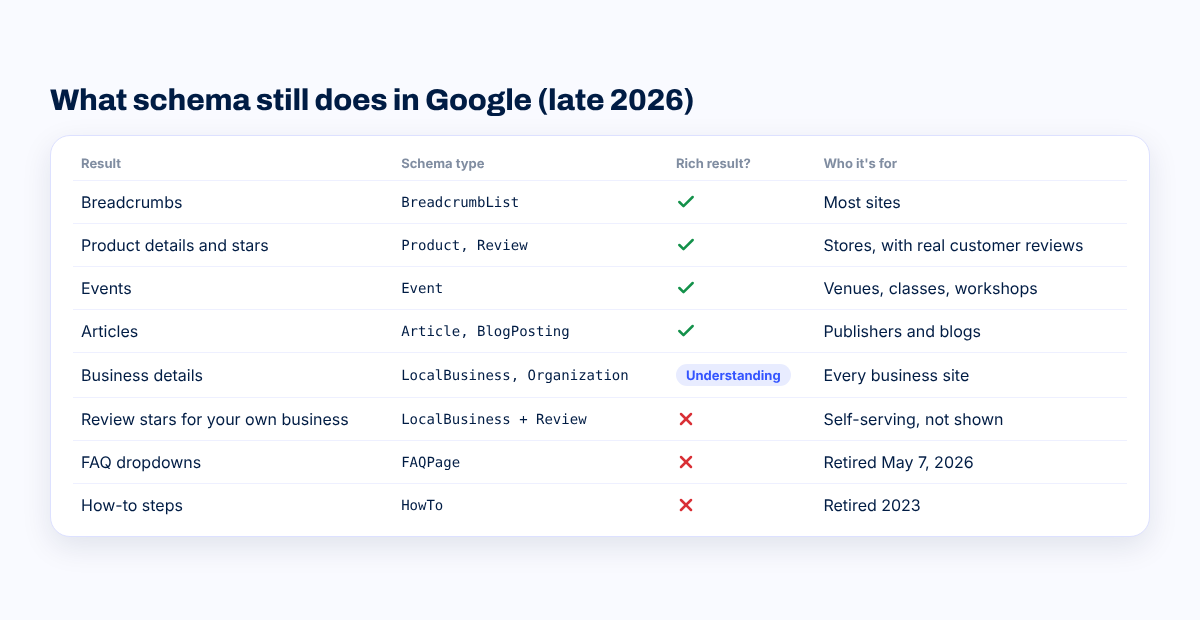 What schema still does in Google (late 2026)
Result Schema type Rich result? Who it's for
Breadcrumbs BreadcrumbList Most sites
Product details and stars Product, Review Stores, with real customer reviews
Events Event Venues, classes, workshops
Articles Article, BlogPosting Publishers and blogs
Business details LocalBusiness, Organization Understanding Every business site
Review stars for your own business LocalBusiness + Review Self-serving, not shown
FAQ dropdowns FAQPage Retired May 7, 2026
How-to steps HowTo Retired 2023